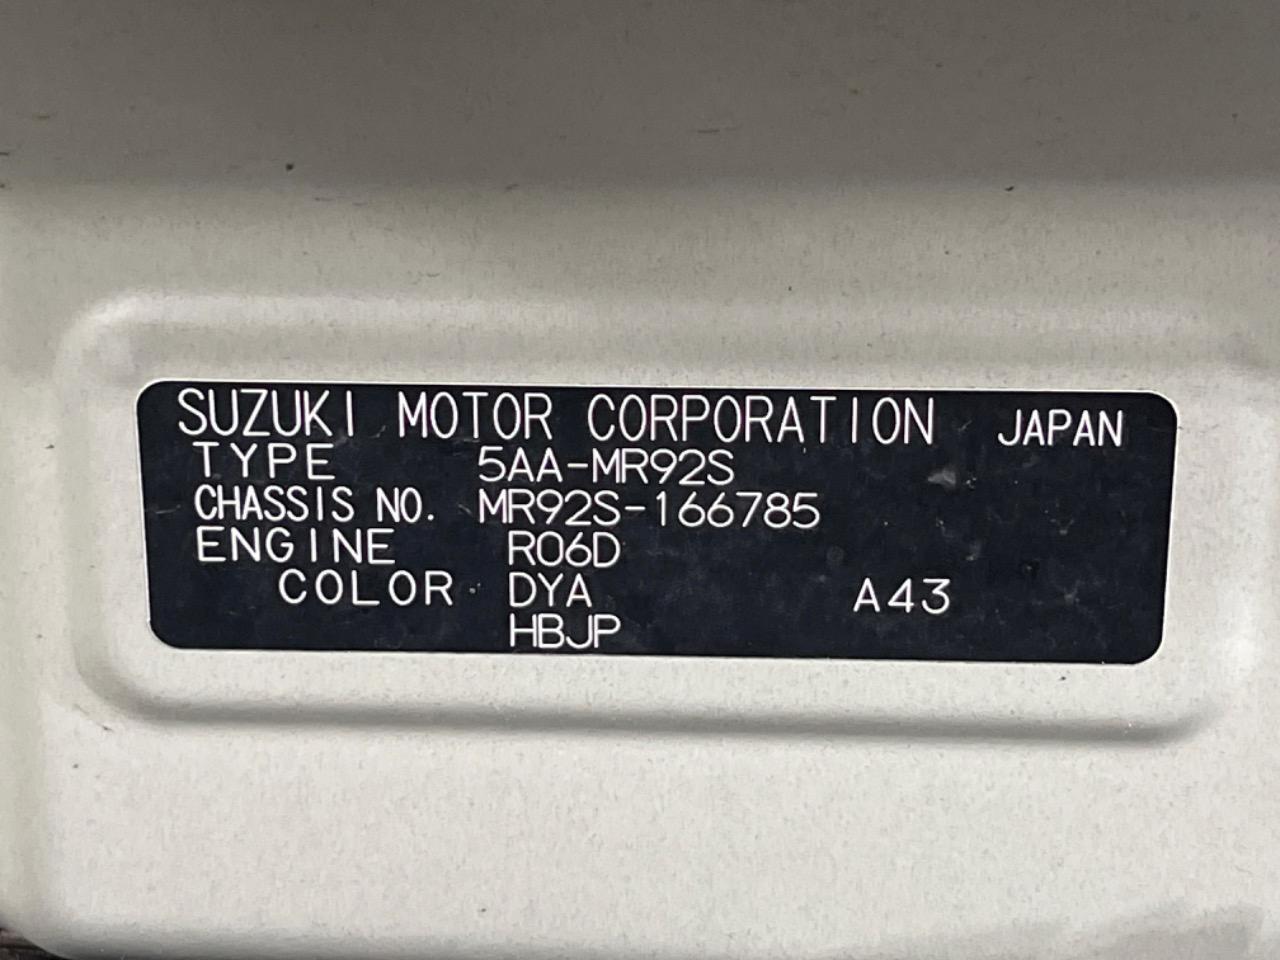 SUZUKI MOTOR CORPORATION JAPAN
TYPE 5AA-MR92S
CHASSIS NO. MR92S-166785
ENGINE R06D
COLOR DYA A43
HBJP